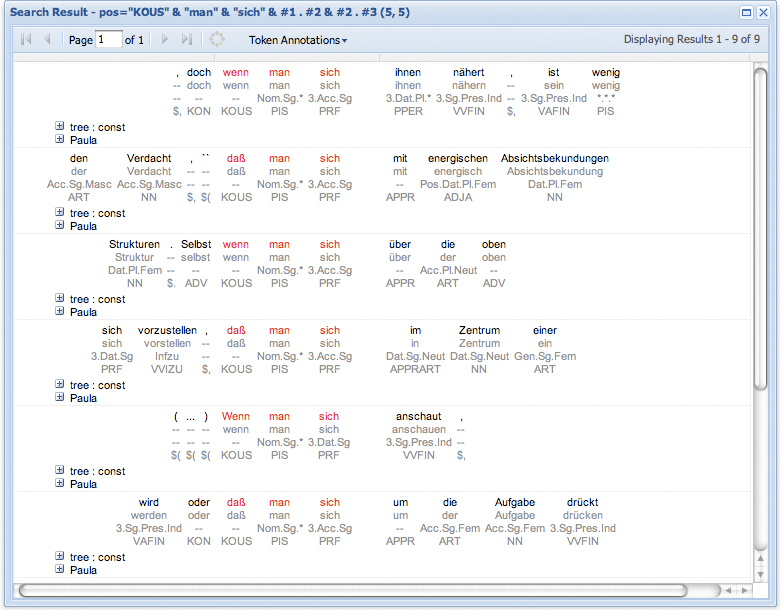 Search Result - pos="KOUS" & "man" & "sich" & #1 . #2 & #2 . #3 (5, 5)
Page 1 of 1 Token Annotations Displaying Results 1 - 9 of 9
, doch wenn man sich ihnen nähert , ist wenig
-- doch wenn man sich ihnen nähern -- sein wenig
-- -- -- Nom.Sg.* 3.Acc.Sg 3.Dat.Pl.* 3.Sg.Pres.Ind -- 3.Sg.Pres.Ind *.*.*
$, KON KOUS PIS PRF PPER VVFIN $, VAFIN PIS
tree : const
Paula
den Verdacht , `` daß man sich mit energischen Absichtsbekundungen
der Verdacht -- -- daß man sich mit energisch Absichtsbekundung
Acc.Sg.Masc Acc.Sg.Masc -- -- -- Nom.Sg.* 3.Acc.Sg -- Pos.Dat.Pl.Fem Dat.Pl.Fem
ART NN $, $( KOUS PIS PRF APPR ADJA NN
tree : const
Paula
Strukturen . Selbst wenn man sich über die oben
Struktur -- selbst wenn man sich über der oben
Dat.Pl.Fem -- -- -- Nom.Sg.* 3.Acc.Sg -- Acc.Pl.Neut --
NN $. ADV KOUS PIS PRF APPR ART ADV
tree : const
Paula
sich vorzustellen , daß man sich im Zentrum einer
sich vorstellen -- daß man sich in Zentrum ein
3.Dat.Sg Infzu -- -- Nom.Sg.* 3.Acc.Sg Dat.Sg.Neut Dat.Sg.Neut Gen.Sg.Fem
PRF VVIZU $, KOUS PIS PRF APPRART NN ART
tree : const
Paula
( ... ) Wenn man sich anschaut ,
-- -- -- wenn man sich anschauen --
-- -- -- -- Nom.Sg.* 3.Dat.Sg 3.Sg.Pres.Ind --
$( $( $( KOUS PIS PRF VVFIN $,
tree : const
Paula
wird oder daß man sich um die Aufgabe drückt
werden oder daß man sich um der Aufgabe drücken
3.Sg.Pres.Ind -- -- Nom.Sg.* 3.Acc.Sg -- Acc.Sg.Fem Acc.Sg.Fem 3.Sg.Pres.Ind
VAFIN KON KOUS PIS PRF APPR ART NN VVFIN
tree : const
Paula